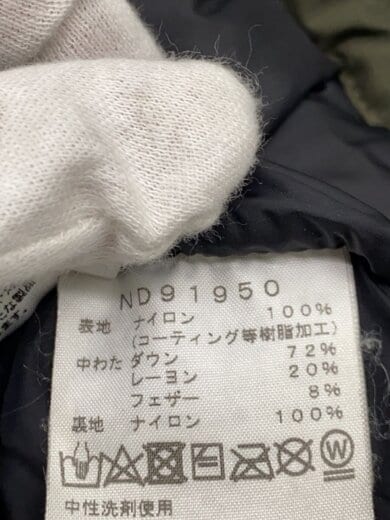 ND91950
表地 ナイロン 100%
(コーティング等樹脂加工)
中わた ダウン 72%
レーヨン 20%
フェザー 8%
裏地 ナイロン 100%
W
中性洗剤使用